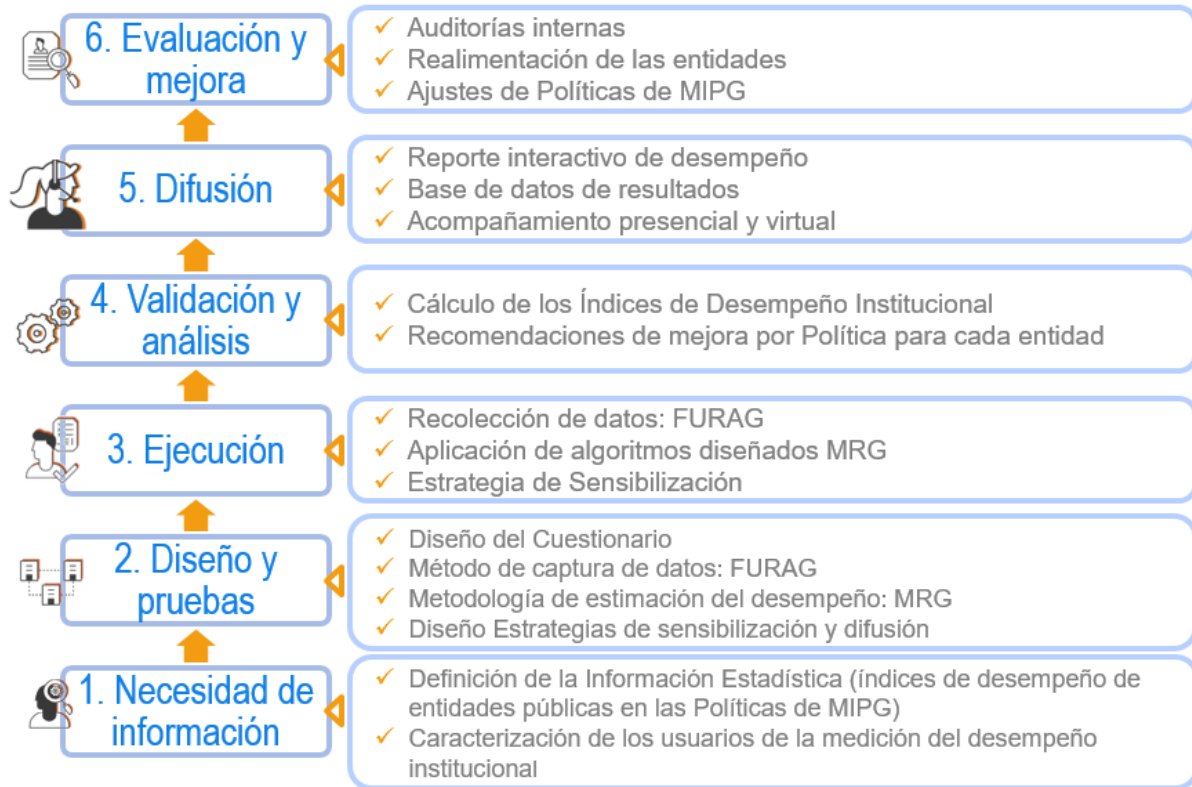 6. Evaluación y
mejora
✓ Auditorías internas
✓ Realimentación de las entidades
✓ Ajustes de Políticas de MIPG
5. Difusión
✓ Reporte interactivo de desempeño
✓ Base de datos de resultados
✓ Acompañamiento presencial y virtual
4. Validación y
análisis
✓ Cálculo de los Índices de Desempeño Institucional
✓ Recomendaciones de mejora por Política para cada entidad
3. Ejecución
✓ Recolección de datos: FURAG
✓ Aplicación de algoritmos diseñados MRG
✓ Estrategia de Sensibilización
2. Diseño y
pruebas
✓ Diseño del Cuestionario
✓ Método de captura de datos: FURAG
✓ Metodología de estimación del desempeño: MRG
✓ Diseño Estrategias de sensibilización y difusión
1. Necesidad de
información
✓ Definición de la Información Estadística (índices de desempeño de
entidades públicas en las Políticas de MIPG)
✓ Caracterización de los usuarios de la medición del desempeño
institucional